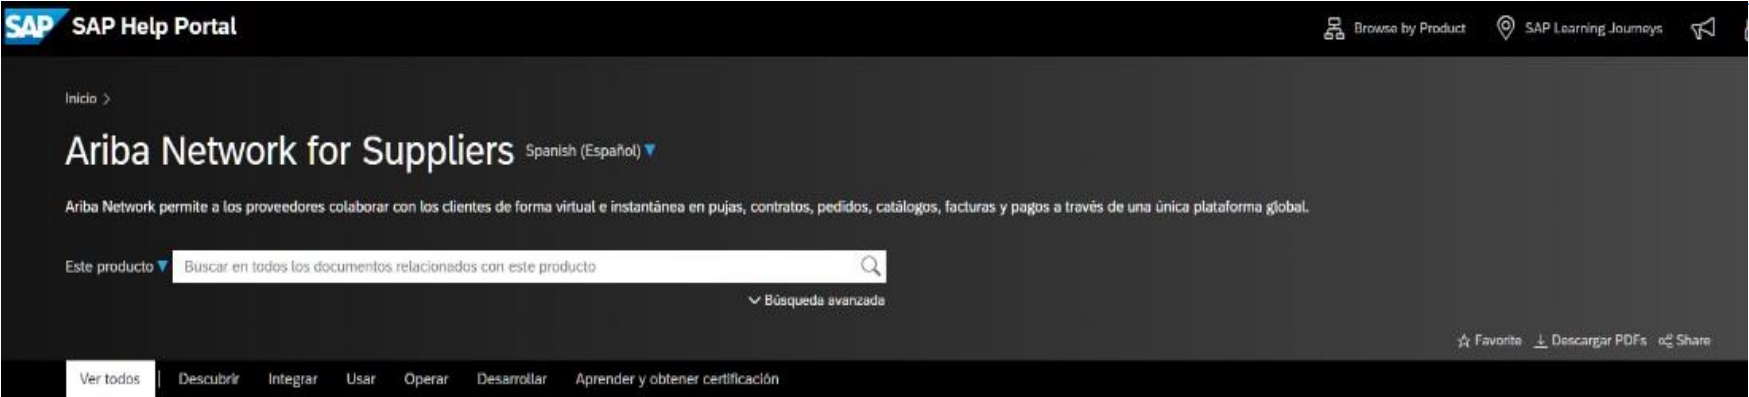 SAP SAP Help Portal Browse by Product SAP Learning Journeys
Inicio >
Ariba Network for Suppliers Spanish (Español)
Ariba Network permite a los proveedores colaborar con los clientes de forma virtual e instantánea en pujas, contratos, pedidos, catálogos, facturas y pagos a través de una única plataforma global.
Este producto Buscar en todos los documentos relacionados con este producto
Búsqueda avanzada
Favorite Descargar PDFs Share
Ver todos | Descubrir Integrar Usar Operar Desarrollar Aprender y obtener certificación